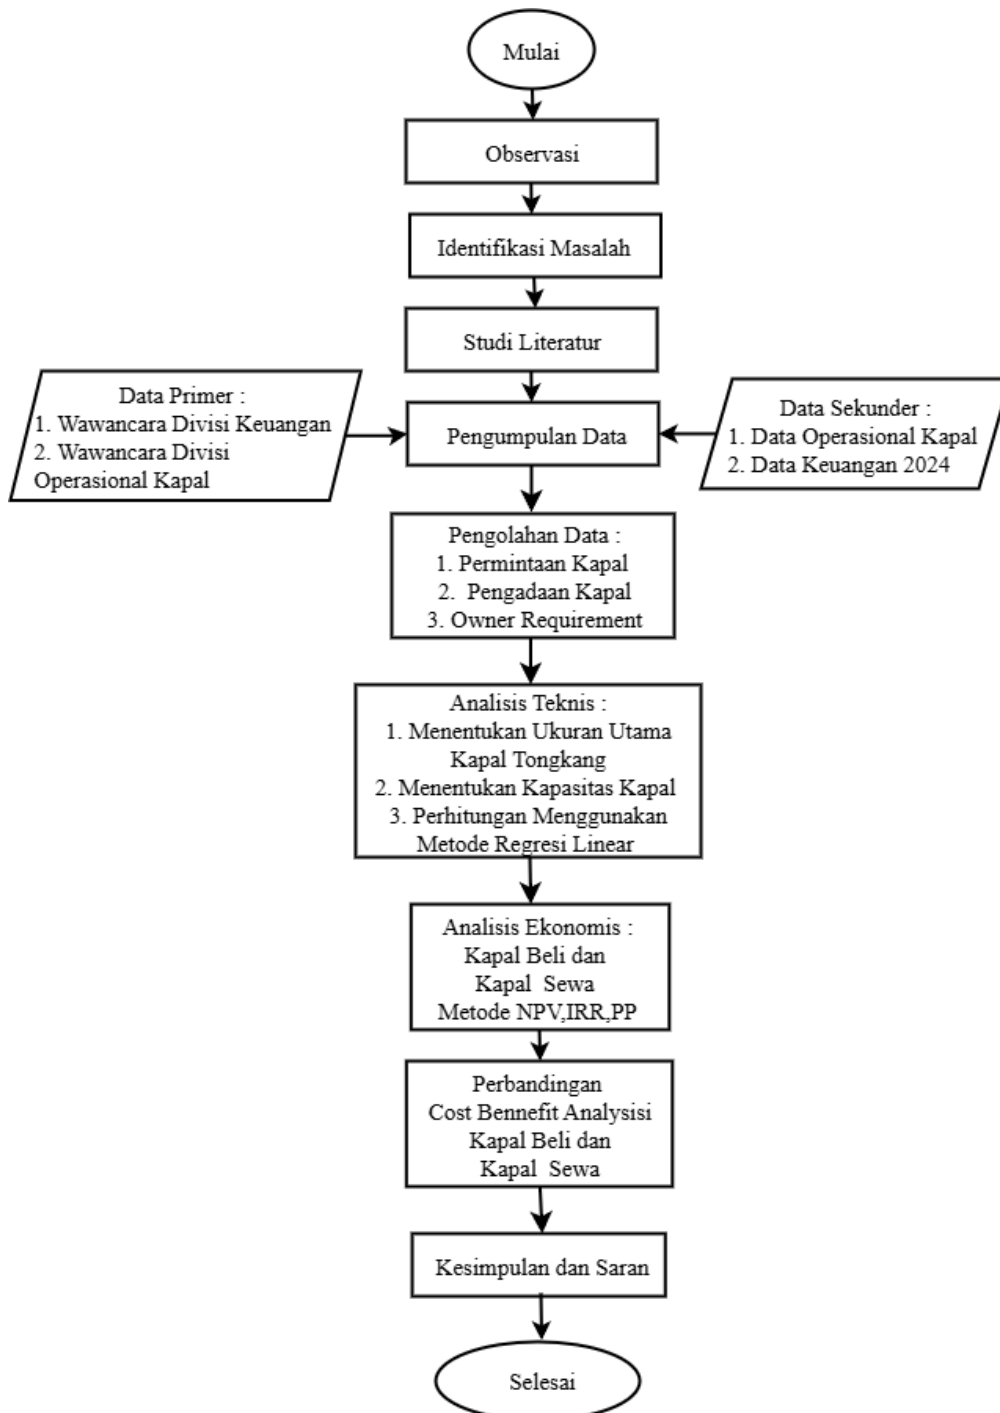 Mulai
Observasi
Identifikasi Masalah
Studi Literatur
Data Primer :
1. Wawancara Divisi Keuangan
2. Wawancara Divisi
Operasional Kapal
Pengumpulan Data
Data Sekunder :
1. Data Operasional Kapal
2. Data Keuangan 2024
Pengolahan Data :
1. Permintaan Kapal
2. Pengadaan Kapal
3. Owner Requirement
Analisis Teknis :
1. Menentukan Ukuran Utama
Kapal Tongkang
2. Menentukan Kapasitas Kapal
3. Perhitungan Menggunakan
Metode Regresi Linear
Analisis Ekonomis :
Kapal Beli dan
Kapal Sewa
Metode NPV,IRR,PP
Perbandingan
Cost Bennefit Analysisi
Kapal Beli dan
Kapal Sewa
Kesimpulan dan Saran
Selesai